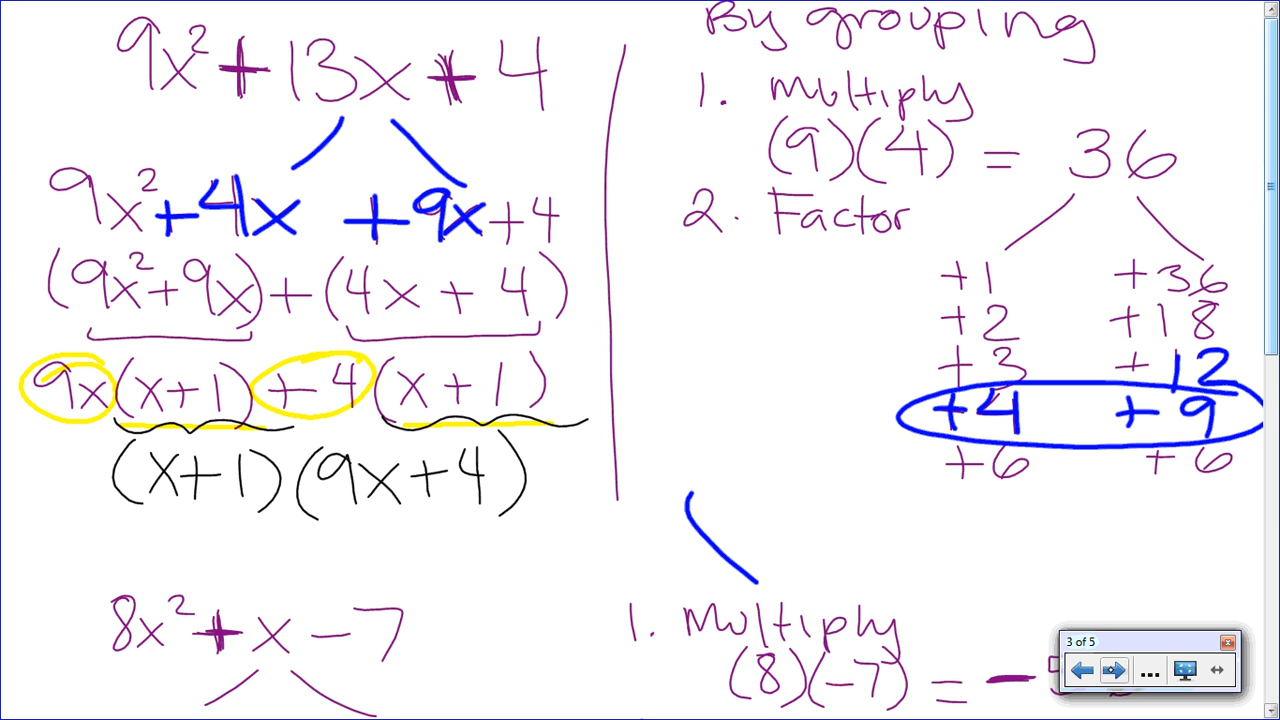 9x² + 13x + 4
9x² + 4x + 9x + 4
(9x² + 9x) + (4x + 4)
9x(x+1) + 4(x+1)
(x+1)(9x+4)
8x² + x - 7
By grouping
1. Multiply
(9)(4) = 36
2. Factor
+1 +36
+2 +18
+3 +12
+4 +9
+6 +6
1. Multiply
(8)(-7) = -
3 of 5
...